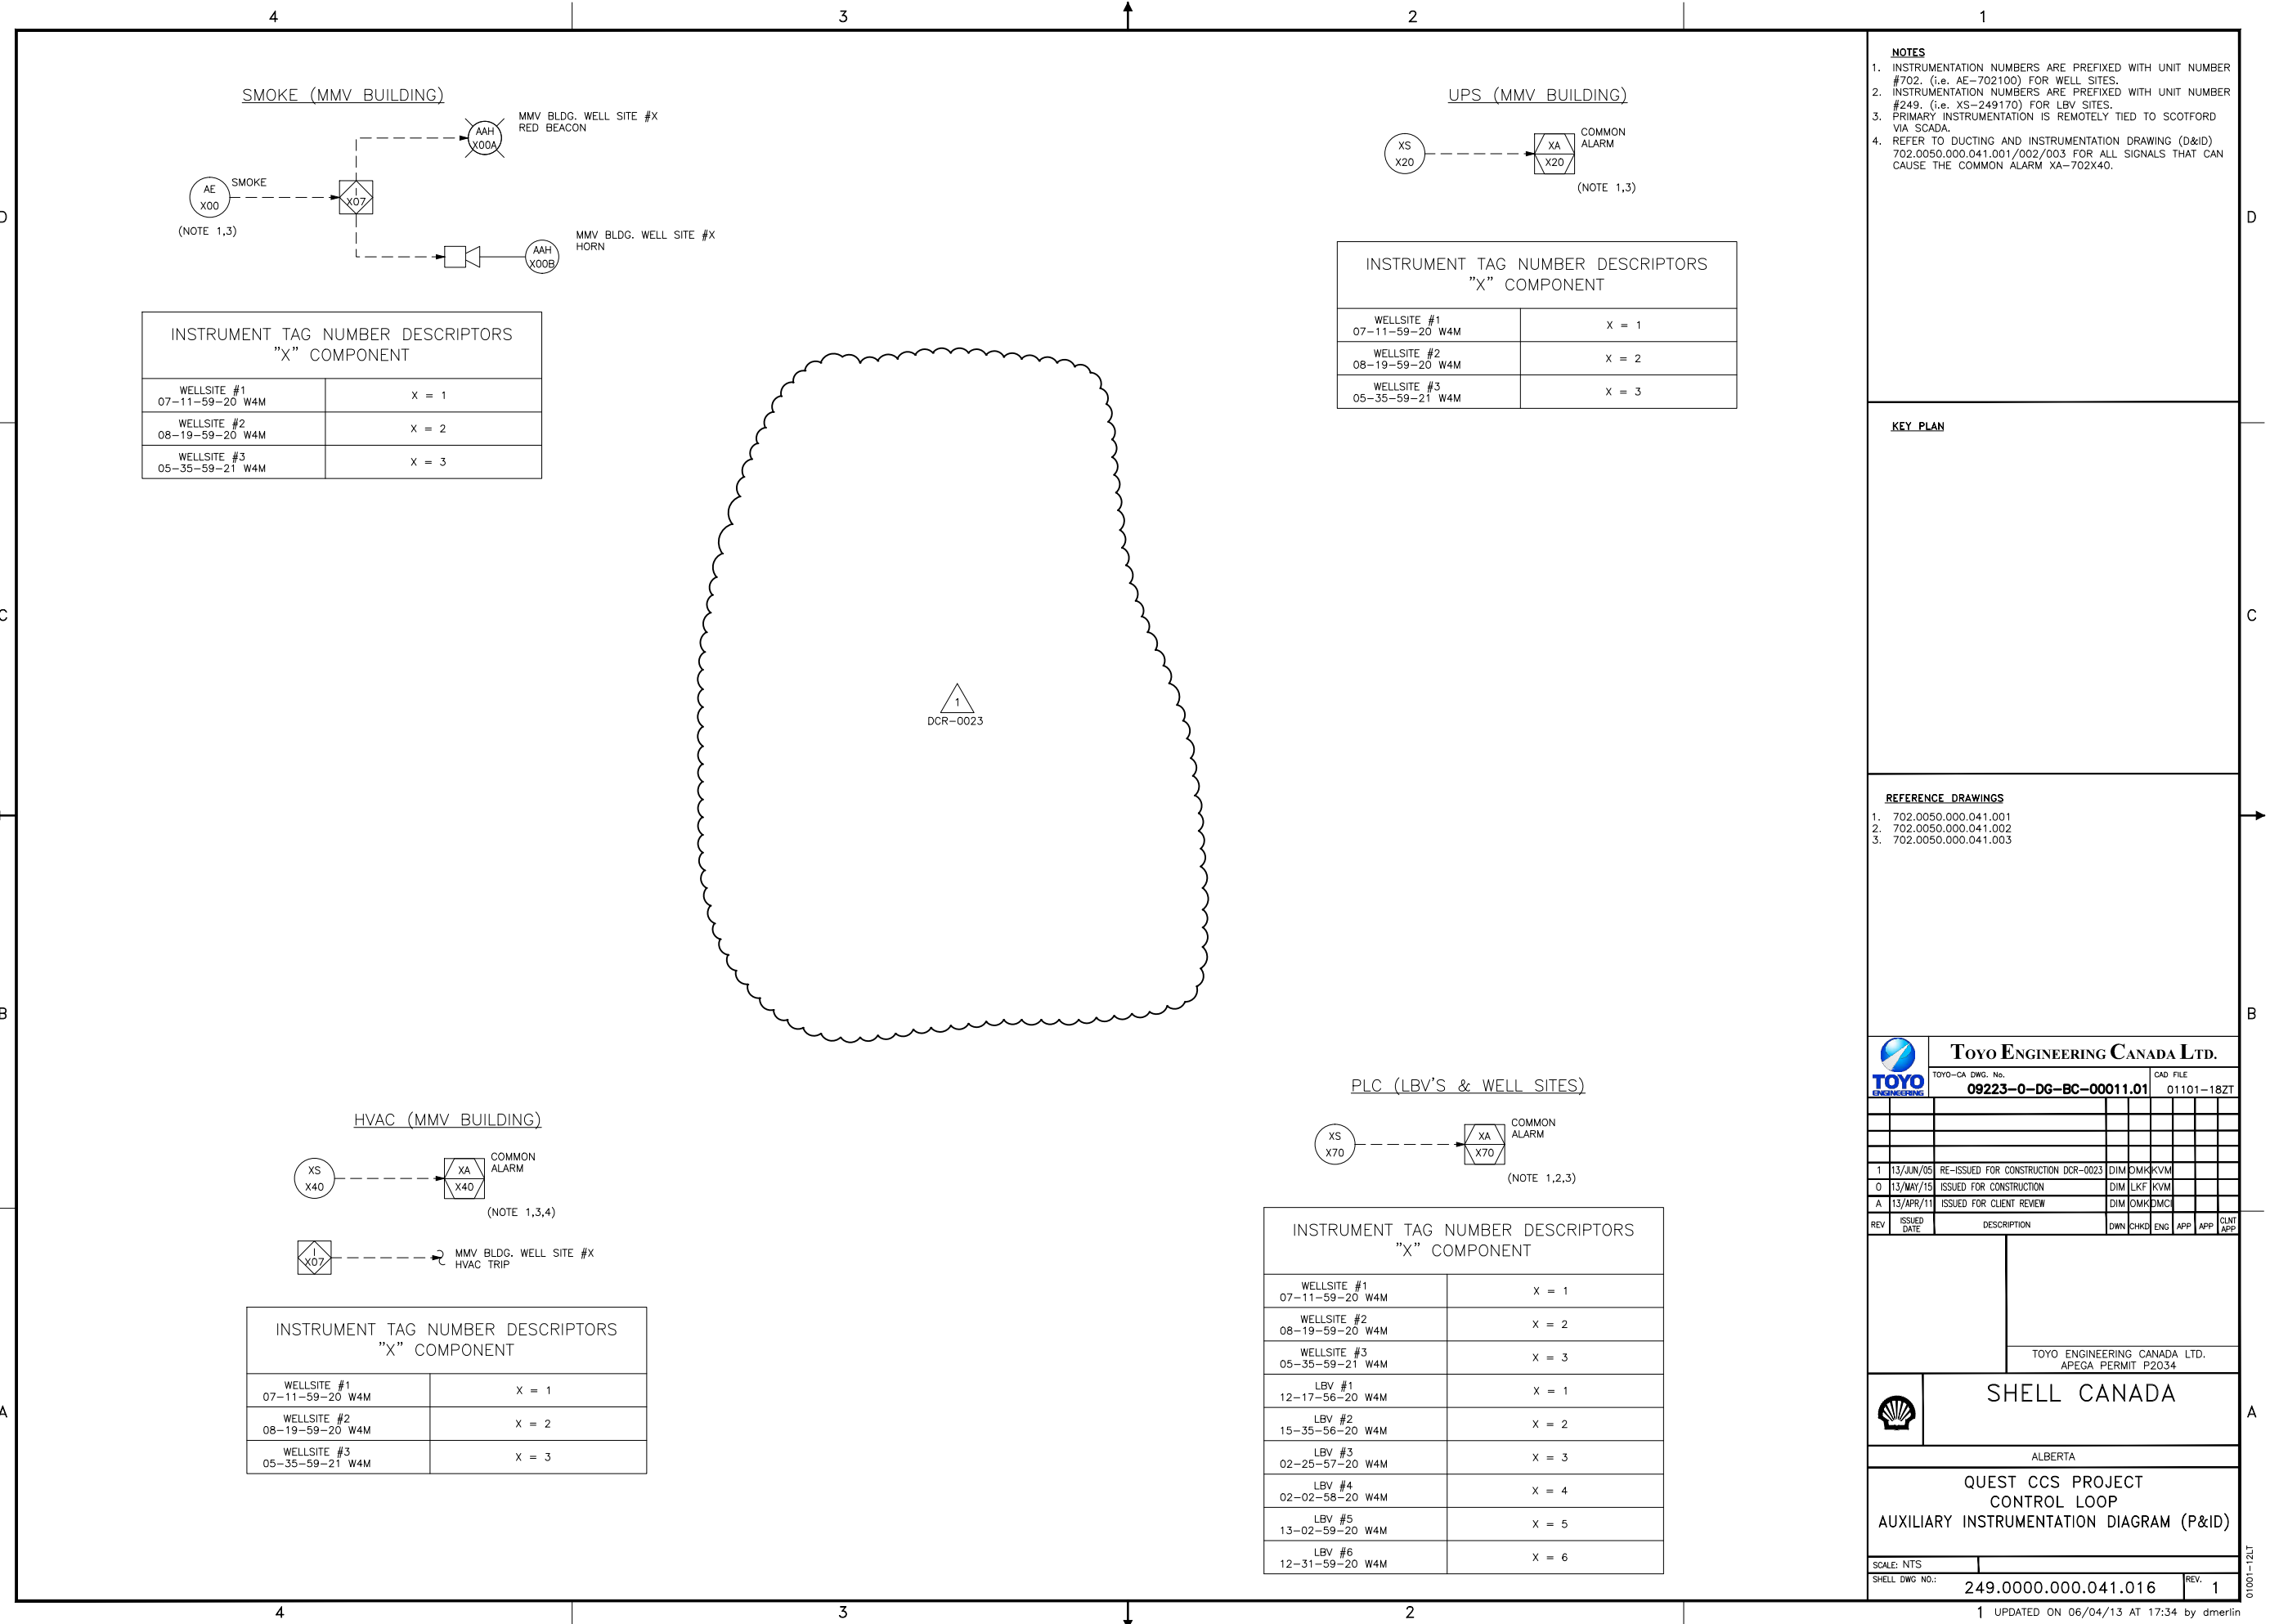 4
3
2
1
D
C
B
A
D
C
B
A
SMOKE (MMV BUILDING)
AAH
X00A
MMV BLDG. WELL SITE #X
RED BEACON
AE
X00
SMOKE
I
X07
(NOTE 1,3)
AAH
X00B
MMV BLDG. WELL SITE #X
HORN
INSTRUMENT TAG NUMBER DESCRIPTORS
"X" COMPONENT
WELLSITE #1
07-11-59-20 W4M
X = 1
WELLSITE #2
08-19-59-20 W4M
X = 2
WELLSITE #3
05-35-59-21 W4M
X = 3
UPS (MMV BUILDING)
XS
X20
XA
X20
COMMON
ALARM
(NOTE 1,3)
INSTRUMENT TAG NUMBER DESCRIPTORS
"X" COMPONENT
WELLSITE #1
07-11-59-20 W4M
X = 1
WELLSITE #2
08-19-59-20 W4M
X = 2
WELLSITE #3
05-35-59-21 W4M
X = 3
1
DCR-0023
HVAC (MMV BUILDING)
XS
X40
XA
X40
COMMON
ALARM
(NOTE 1,3,4)
I
X07
MMV BLDG. WELL SITE #X
HVAC TRIP
INSTRUMENT TAG NUMBER DESCRIPTORS
"X" COMPONENT
WELLSITE #1
07-11-59-20 W4M
X = 1
WELLSITE #2
08-19-59-20 W4M
X = 2
WELLSITE #3
05-35-59-21 W4M
X = 3
PLC (LBV'S & WELL SITES)
XS
X70
XA
X70
COMMON
ALARM
(NOTE 1,2,3)
INSTRUMENT TAG NUMBER DESCRIPTORS
"X" COMPONENT
WELLSITE #1
07-11-59-20 W4M
X = 1
WELLSITE #2
08-19-59-20 W4M
X = 2
WELLSITE #3
05-35-59-21 W4M
X = 3
LBV #1
12-17-56-20 W4M
X = 1
LBV #2
15-35-56-20 W4M
X = 2
LBV #3
02-25-57-20 W4M
X = 3
LBV #4
02-02-58-20 W4M
X = 4
LBV #5
13-02-59-20 W4M
X = 5
LBV #6
12-31-59-20 W4M
X = 6
NOTES
1. INSTRUMENTATION NUMBERS ARE PREFIXED WITH UNIT NUMBER
#702. (i.e. AE-702100) FOR WELL SITES.
2. INSTRUMENTATION NUMBERS ARE PREFIXED WITH UNIT NUMBER
#249. (i.e. XS-249170) FOR LBV SITES.
3. PRIMARY INSTRUMENTATION IS REMOTELY TIED TO SCOTFORD
VIA SCADA.
4. REFER TO DUCTING AND INSTRUMENTATION DRAWING (D&ID)
702.0050.000.041.001/002/003 FOR ALL SIGNALS THAT CAN
CAUSE THE COMMON ALARM XA-702X40.
KEY PLAN
REFERENCE DRAWINGS
1. 702.0050.000.041.001
2. 702.0050.000.041.002
3. 702.0050.000.041.003
TOYO
ENGINEERING
TOYO ENGINEERING CANADA LTD.
TOYO-CA DWG. No.
09223-0-DG-BC-00011.01
CAD FILE
01101-18ZT
1 13/JUN/05 RE-ISSUED FOR CONSTRUCTION DCR-0023 DIM OMK KVM
0 13/MAY/15 ISSUED FOR CONSTRUCTION DIM LKF KVM
A 13/APR/11 ISSUED FOR CLIENT REVIEW DIM OMK DMCI
REV ISSUED DATE DESCRIPTION DWN CHKD ENG APP APP CLNT APP
TOYO ENGINEERING CANADA LTD.
APEGA PERMIT P2034
SHELL CANADA
ALBERTA
QUEST CCS PROJECT
CONTROL LOOP
AUXILIARY INSTRUMENTATION DIAGRAM (P&ID)
SCALE: NTS
SHELL DWG NO.:
249.0000.000.041.016
REV.
1
01001-12LT
4
3
2
1 UPDATED ON 06/04/13 AT 17:34 by dmerlin